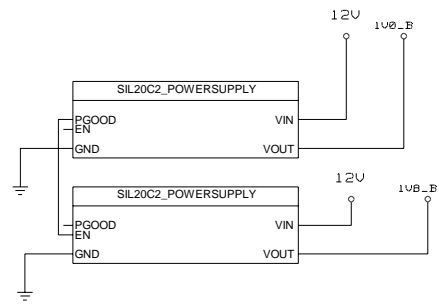 12V
1V0_B
SIL20C2_POWERSUPPLY
PGOOD
EN
VIN
GND
VOUT
12V
1V8_B
SIL20C2_POWERSUPPLY
PGOOD
EN
VIN
GND
VOUT